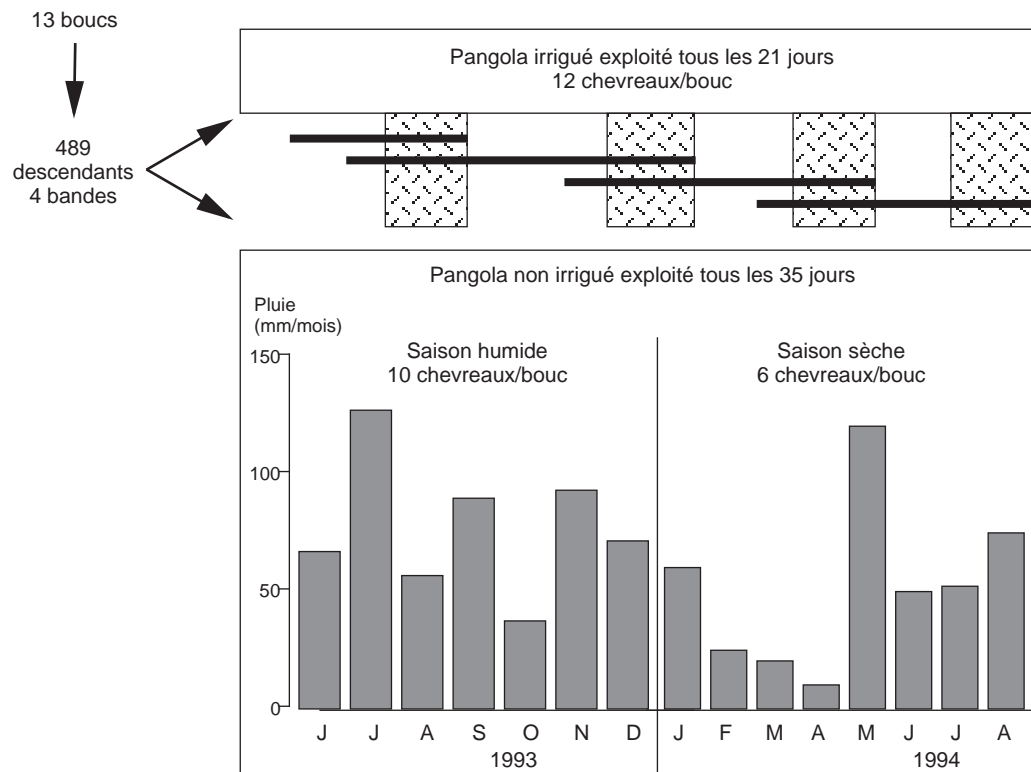 13 boucs
489
descendants
4 bandes
Pangola irrigué exploité tous les 21 jours
12 chevreaux/bouc
Pangola non irrigué exploité tous les 35 jours
Pluie
(mm/mois)
Saison humide
10 chevreaux/bouc
Saison sèche
6 chevreaux/bouc
150
100
50
0
J J A S O N D J F M A M J J A
1993 1994